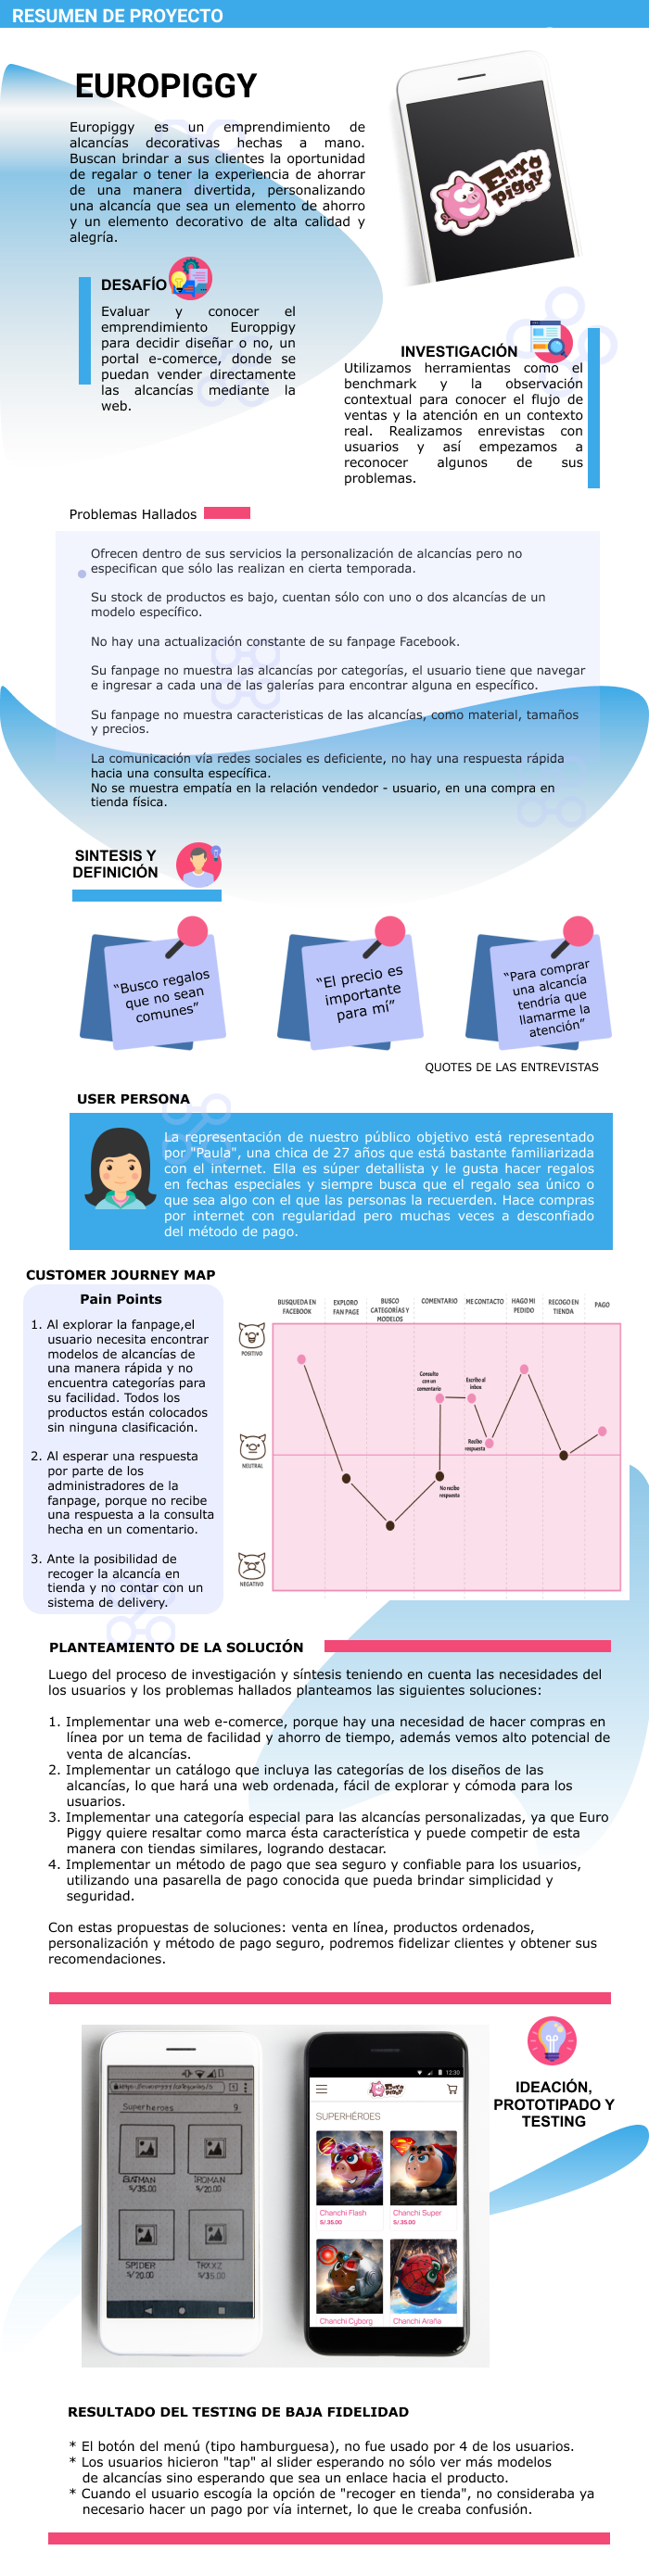 RESUMEN DE PROYECTO
EUROPIGGY
Europiggy es un emprendimiento de
alcancías decorativas hechas a mano.
Buscan brindar a sus clientes la oportunidad
de regalar o tener la experiencia de ahorrar
de una manera divertida, personalizando
una alcancía que sea un elemento de ahorro
y un elemento decorativo de alta calidad y
alegría.
Euro
piggy
DESAFÍO
Evaluar y conocer el
emprendimiento Europpigy
para decidir diseñar o no, un
portal e-comerce, donde se
puedan vender directamente
las alcancías mediante la
web.
INVESTIGACIÓN
Utilizamos herramientas como el
benchmark y la observación
contextual para conocer el flujo de
ventas y la atención en un contexto
real. Realizamos enrevistas con
usuarios y así empezamos a
reconocer algunos de sus
problemas.
Problemas Hallados
Ofrecen dentro de sus servicios la personalización de alcancías pero no
especifican que sólo las realizan en cierta temporada.
Su stock de productos es bajo, cuentan sólo con uno o dos alcancías de un
modelo específico.
No hay una actualización constante de su fanpage Facebook.
Su fanpage no muestra las alcancías por categorías, el usuario tiene que navegar
e ingresar a cada una de las galerías para encontrar alguna en específico.
Su fanpage no muestra caracteristicas de las alcancías, como material, tamaños
y precios.
La comunicación vía redes sociales es deficiente, no hay una respuesta rápida
hacia una consulta específica.
No se muestra empatía en la relación vendedor - usuario, en una compra en
tienda física.
SINTESIS Y
DEFINICIÓN
“Busco regalos
que no sean
comunes”
“El precio es
importante
para mí”
“Para comprar
una alcancía
tendría que
llamarme la
atención”
QUOTES DE LAS ENTREVISTAS
USER PERSONA
La representación de nuestro público objetivo está representado
por "Paula", una chica de 27 años que está bastante familiarizada
con el internet. Ella es súper detallista y le gusta hacer regalos
en fechas especiales y siempre busca que el regalo sea único o
que sea algo con el que las personas la recuerden. Hace compras
por internet con regularidad pero muchas veces a desconfiado
del método de pago.
CUSTOMER JOURNEY MAP
Pain Points
1. Al explorar la fanpage,el
usuario necesita encontrar
modelos de alcancías de
una manera rápida y no
encuentra categorías para
su facilidad. Todos los
productos están colocados
sin ninguna clasificación.
2. Al esperar una respuesta
por parte de los
administradores de la
fanpage, porque no recibe
una respuesta a la consulta
hecha en un comentario.
3. Ante la posibilidad de
recoger la alcancía en
tienda y no contar con un
sistema de delivery.
BUSQUEDA EN
FACEBOOK
EXPLORO
FAN PAGE
BUSCO
CATEGORÍAS Y
MODELOS
COMENTARIO
ME CONTACTO
HAGO MI
PEDIDO
RECOGO EN
TIENDA
PAGO
POSITIVO
NEUTRAL
NEGATIVO
Consulto
con un
comentario
Escribo al
inbox
Recibo
respuesta
No recibo
respuesta
PLANTEAMIENTO DE LA SOLUCIÓN
Luego del proceso de investigación y síntesis teniendo en cuenta las necesidades del
los usuarios y los problemas hallados planteamos las siguientes soluciones:
1. Implementar una web e-comerce, porque hay una necesidad de hacer compras en
línea por un tema de facilidad y ahorro de tiempo, además vemos alto potencial de
venta de alcancías.
2. Implementar un catálogo que incluya las categorías de los diseños de las
alcancías, lo que hará una web ordenada, fácil de explorar y cómoda para los
usuarios.
3. Implementar una categoría especial para las alcancías personalizadas, ya que Euro
Piggy quiere resaltar como marca ésta característica y puede competir de esta
manera con tiendas similares, logrando destacar.
4. Implementar un método de pago que sea seguro y confiable para los usuarios,
utilizando una pasarella de pago conocida que pueda brindar simplicidad y
seguridad.
Con estas propuestas de soluciones: venta en línea, productos ordenados,
personalización y método de pago seguro, podremos fidelizar clientes y obtener sus
recomendaciones.
IDEACIÓN,
PROTOTIPADO Y
TESTING
Superheroes 9
BATMAN
S/35.00
IROMAN
S/20.00
SPIDER
S/20.00
TKXXZ
S/35.00
12:30
Euro
piggy
SUPERHÉROES
Chanchi Flash
S/.35.00
Chanchi Super
S/.35.00
Chanchi Cyborg
Chanchi Araña
RESULTADO DEL TESTING DE BAJA FIDELIDAD
* El botón del menú (tipo hamburguesa), no fue usado por 4 de los usuarios.
* Los usuarios hicieron "tap" al slider esperando no sólo ver más modelos
de alcancías sino esperando que sea un enlace hacia el producto.
* Cuando el usuario escogía la opción de "recoger en tienda", no consideraba ya
necesario hacer un pago por vía internet, lo que le creaba confusión.